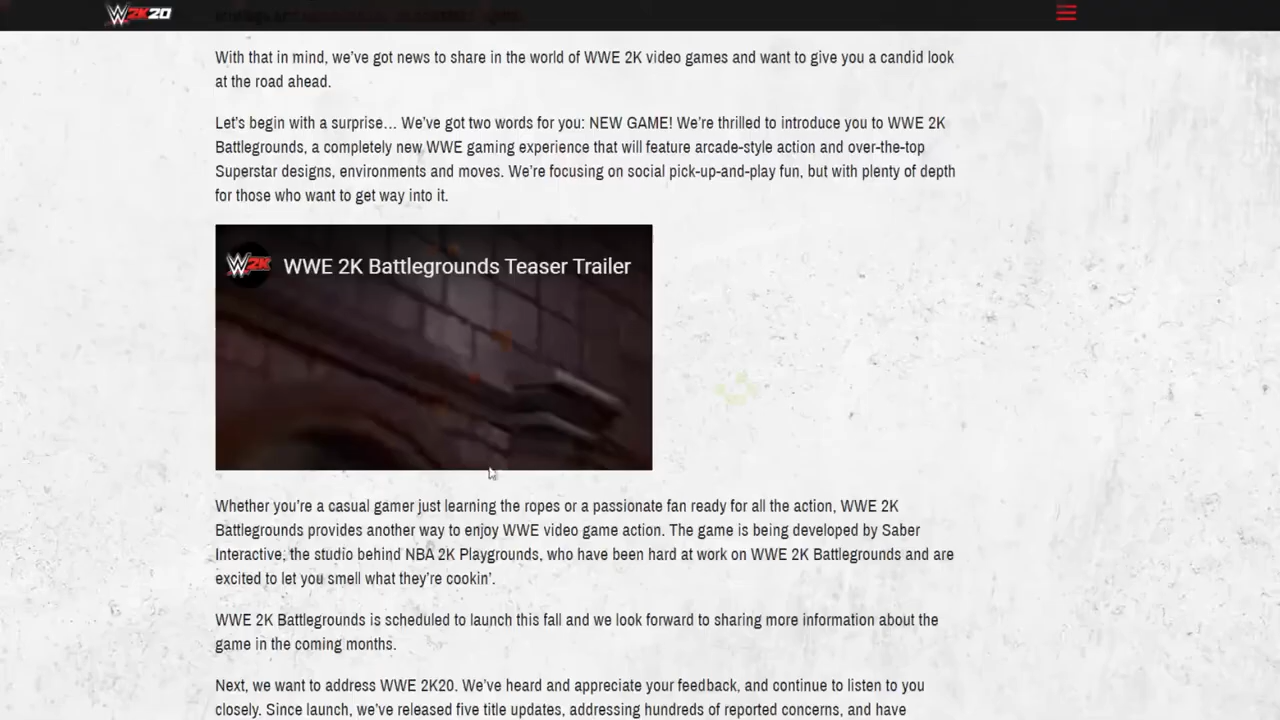 W2K20
With that in mind, we've got news to share in the world of WWE 2K video games and want to give you a candid look
at the road ahead.
Let's begin with a surprise… We've got two words for you: NEW GAME! We're thrilled to introduce you to WWE 2K
Battlegrounds, a completely new WWE gaming experience that will feature arcade-style action and over-the-top
Superstar designs, environments and moves. We're focusing on social pick-up-and-play fun, but with plenty of depth
for those who want to get way into it.
W2K WWE 2K Battlegrounds Teaser Trailer
Whether you're a casual gamer just learning the ropes or a passionate fan ready for all the action, WWE 2K
Battlegrounds provides another way to enjoy WWE video game action. The game is being developed by Saber
Interactive, the studio behind NBA 2K Playgrounds, who have been hard at work on WWE 2K Battlegrounds and are
excited to let you smell what they're cookin'.
WWE 2K Battlegrounds is scheduled to launch this fall and we look forward to sharing more information about the
game in the coming months.
Next, we want to address WWE 2K20. We've heard and appreciate your feedback, and continue to listen to you
closely. Since launch, we've released five title updates, addressing hundreds of reported concerns, and have